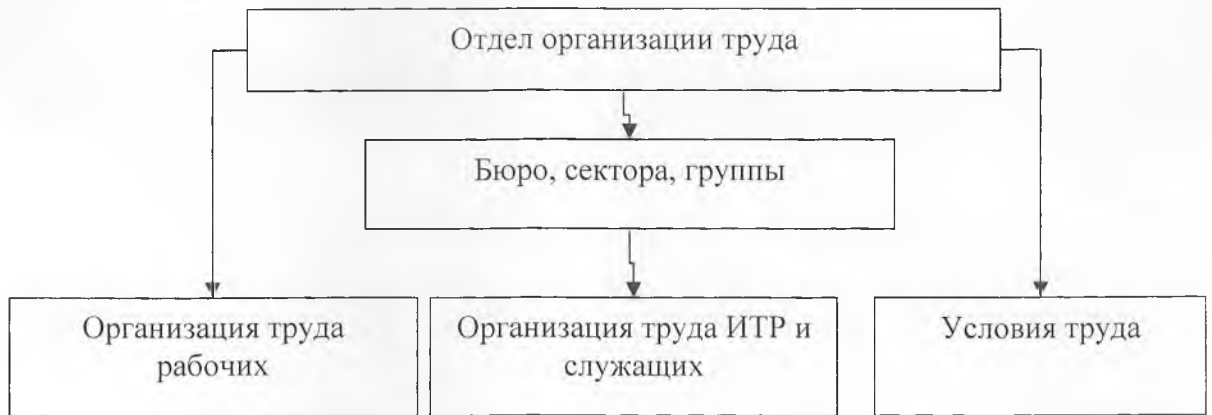 Отдел организации труда
Бюро, сектора, группы
Организация труда
рабочих
Организация труда ИТР и
служащих
Условия труда